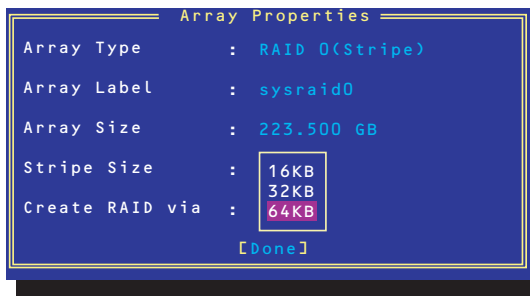 Array Properties
Array Type : RAID 0(Stripe)
Array Label : sysraid0
Array Size : 223.500 GB
Stripe Size :
16KB
32KB
64KB
Create RAID via :
[Done]